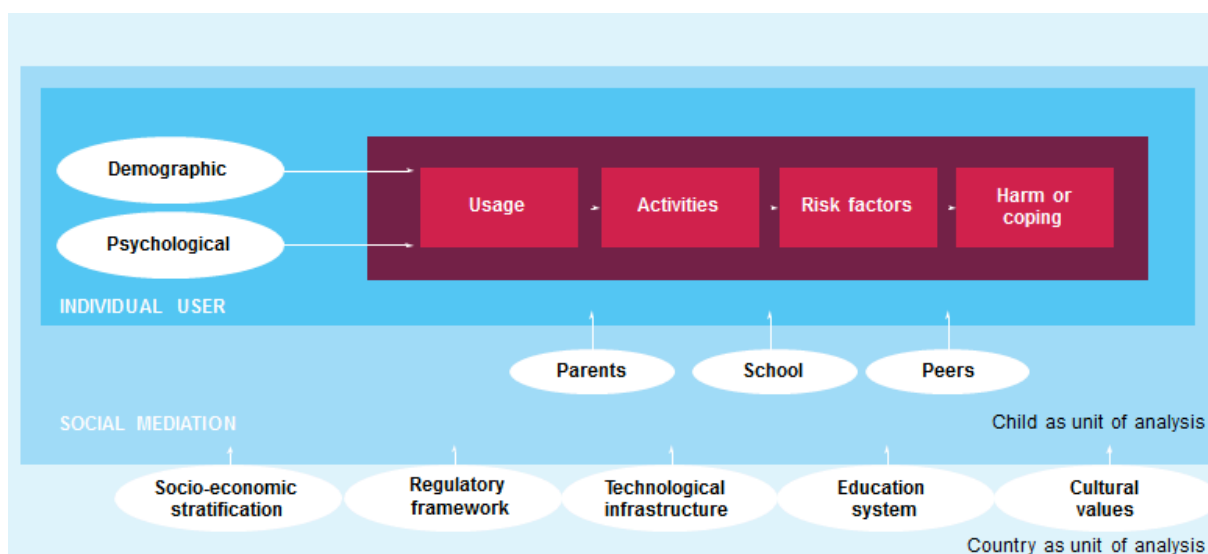 Demographic
Psychological
Usage
Activities
Risk factors
Harm or
coping
INDIVIDUAL USER
Parents
School
Peers
SOCIAL MEDIATION
Child as unit of analysis
Socio-economic
stratification
Regulatory
framework
Technological
infrastructure
Education
system
Cultural
values
Country as unit of analysis